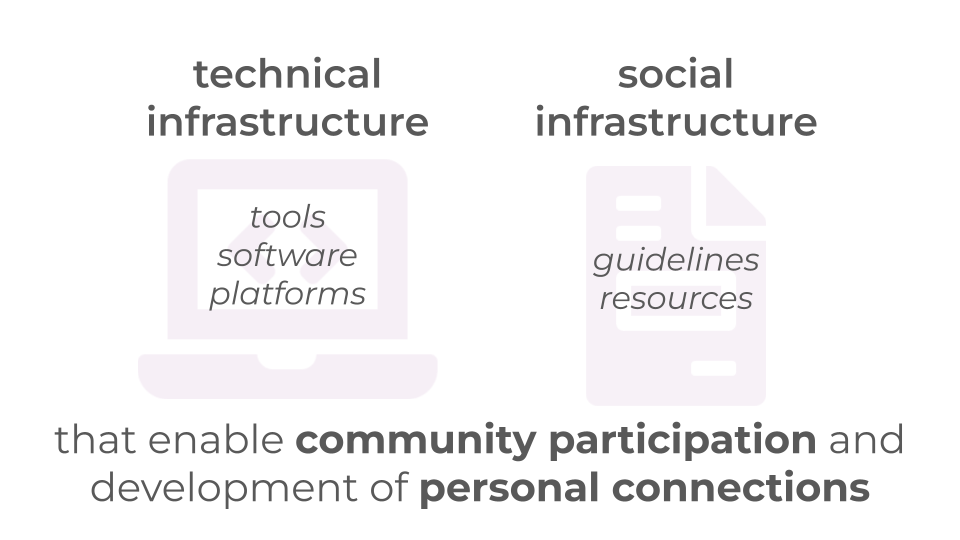 technical
infrastructure
social
infrastructure
tools
software
platforms
guidelines
resources
that enable community participation and
development of personal connections